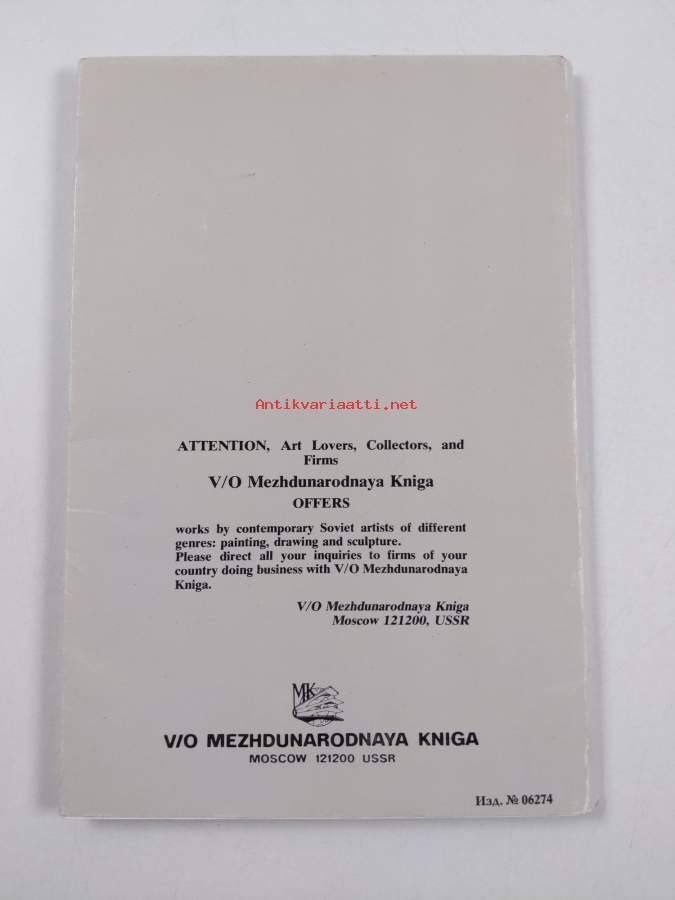 Antikvariaatti.net
ATTENTION, Art Lovers, Collectors, and
Firms
V/O Mezhdunarodnaya Kniga
OFFERS
works by contemporary Soviet artists of different
genres: painting, drawing and sculpture.
Please direct all your inquiries to firms of your
country doing business with V/O Mezhdunarodnaya
Kniga.
V/O Mezhdunarodnaya Kniga
Moscow 121200, USSR
MK
V/O MEZHDUNARODNAYA KNIGA
MOSCOW 121200 USSR
Изд. № 06274